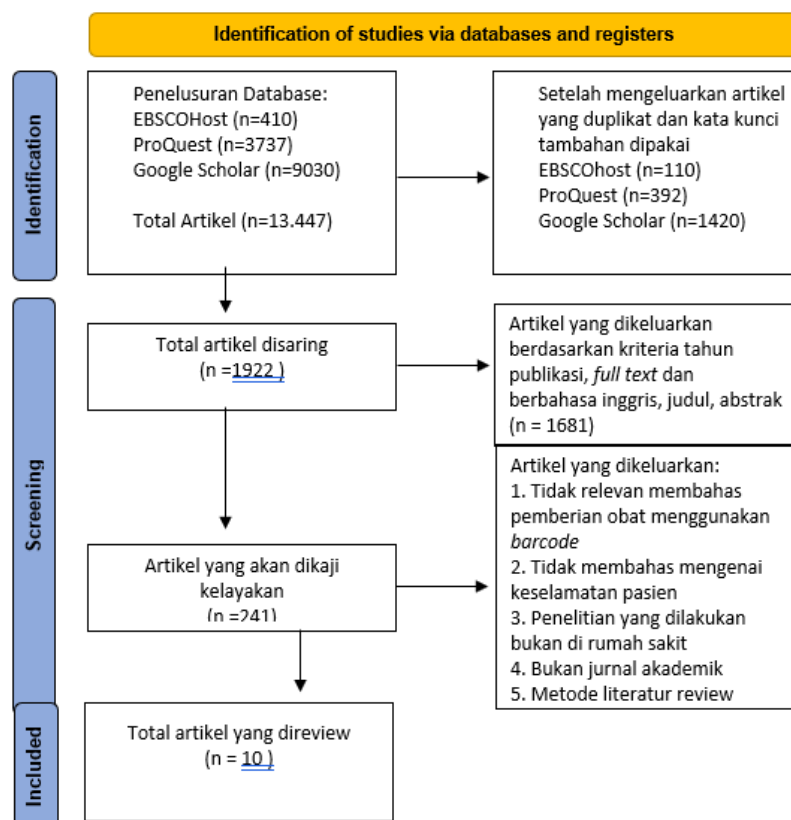 Identification of studies via databases and registers
Identification
Penelusuran Database:
EBSCOHost (n=410)
ProQuest (n=3737)
Google Scholar (n=9030)
Total Artikel (n=13.447)
Setelah mengeluarkan artikel
yang duplikat dan kata kunci
tambahan dipakai
EBSCOhost (n=110)
ProQuest (n=392)
Google Scholar (n=1420)
Screening
Total artikel disaring
(n =1922 )
Artikel yang dikeluarkan
berdasarkan kriteria tahun
publikasi, full text dan
berbahasa inggris, judul, abstrak
(n = 1681)
Artikel yang akan dikaji
kelayakan
(n =241)
Artikel yang dikeluarkan:
1. Tidak relevan membahas
pemberian obat menggunakan
barcode
2. Tidak membahas mengenai
keselamatan pasien
3. Penelitian yang dilakukan
bukan di rumah sakit
4. Bukan jurnal akademik
5. Metode literatur review
Included
Total artikel yang direview
(n = 10 )